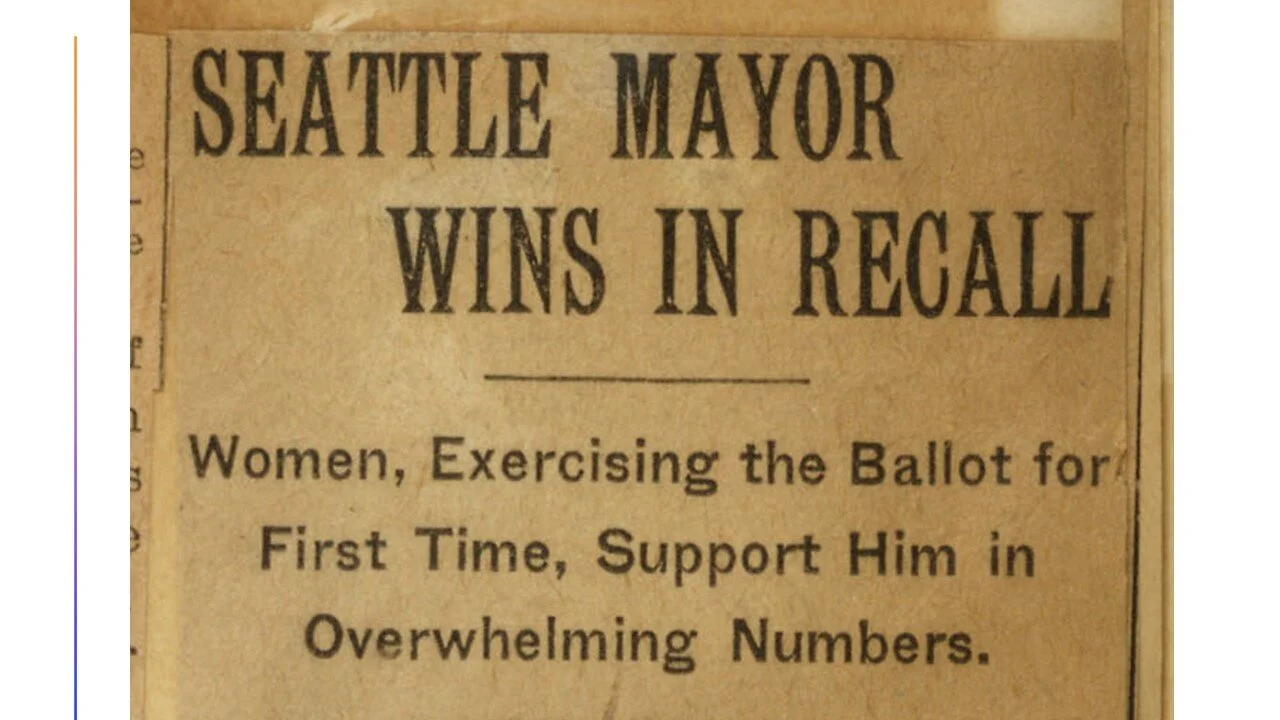 SEATTLE MAYOR
WINS IN RECALL
Women, Exercising the Ballot for
First Time, Support Him in
Overwhelming Numbers.